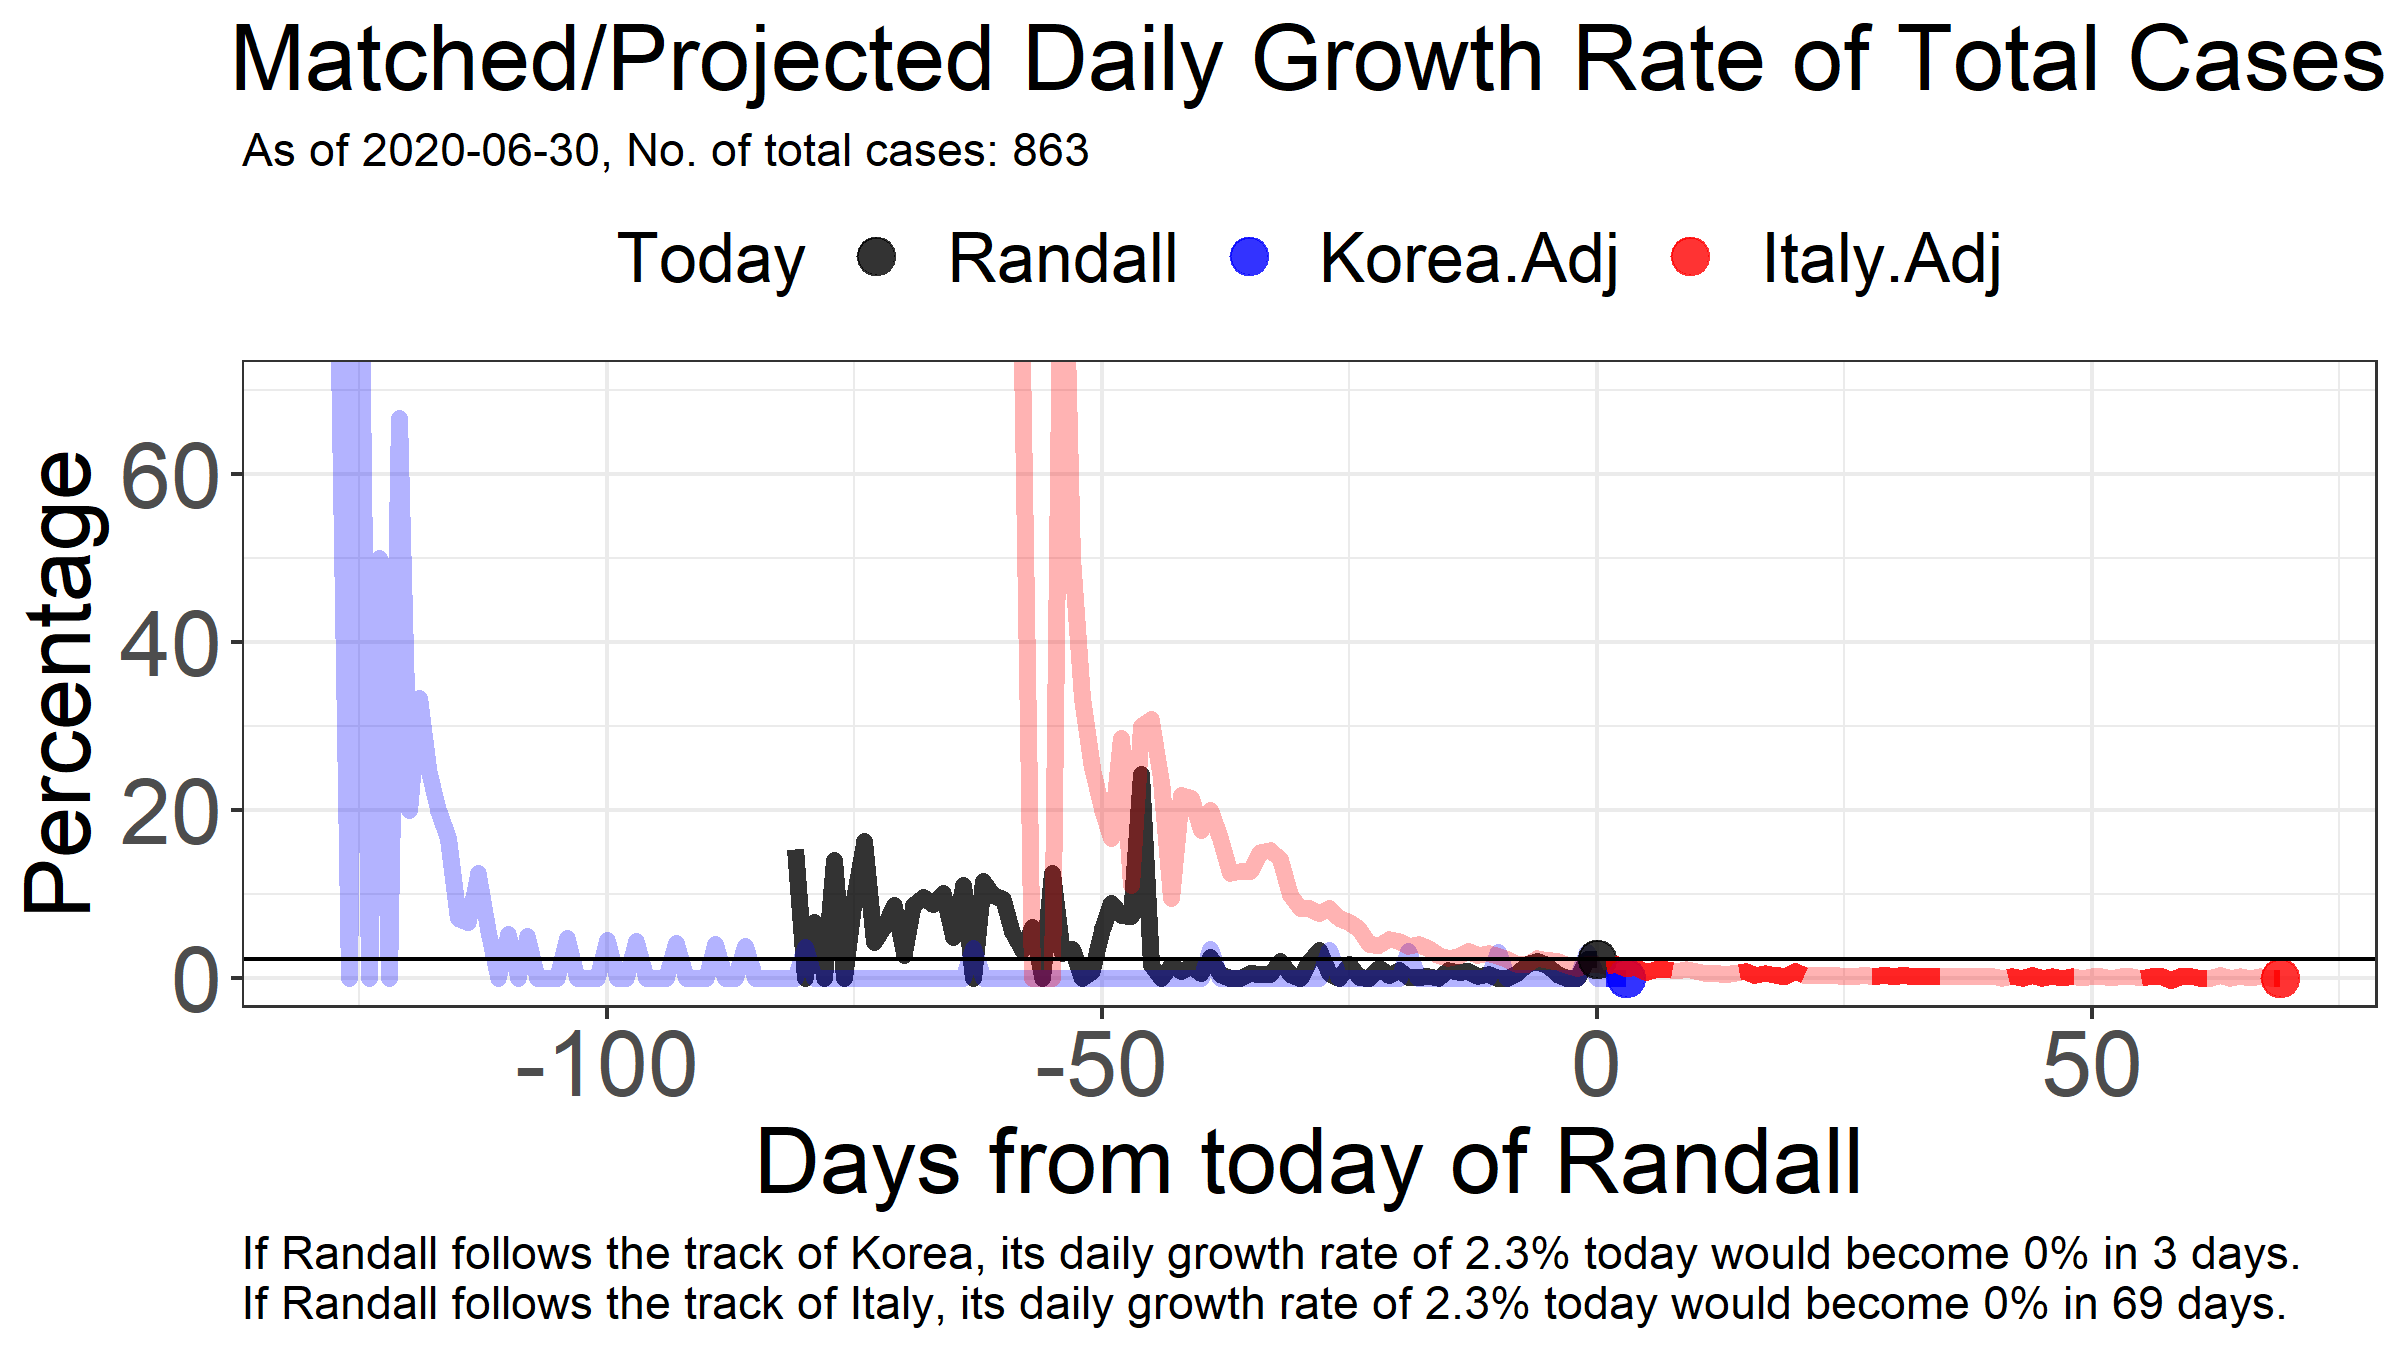 Matched/Projected Daily Growth Rate of Total Cases
As of 2020-06-30, No. of total cases: 863
Today Randall Korea.Adj Italy.Adj
Percentage
60
40
20
0
-100 -50 0 50
Days from today of Randall
If Randall follows the track of Korea, its daily growth rate of 2.3% today would become 0% in 3 days.
If Randall follows the track of Italy, its daily growth rate of 2.3% today would become 0% in 69 days.